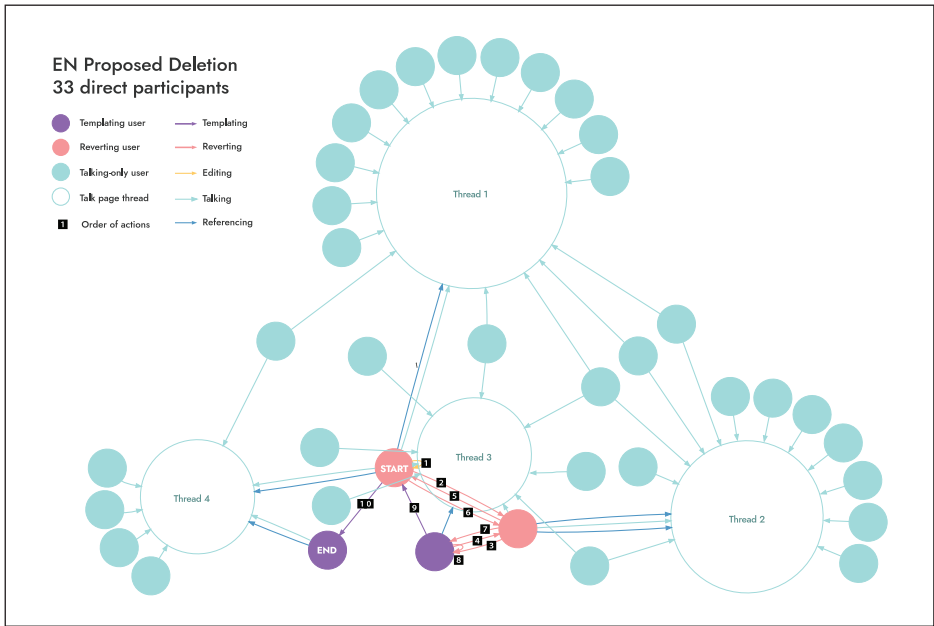 EN Proposed Deletion
33 direct participants
Templating user
Templating
Reverting user
Reverting
Talking-only user
Editing
Talk page thread
Talking
1 Order of actions
Referencing
Thread 1
Thread 3
START
1
2
5
6
Thread 4
10
9
7
4
3
8
END
Thread 2